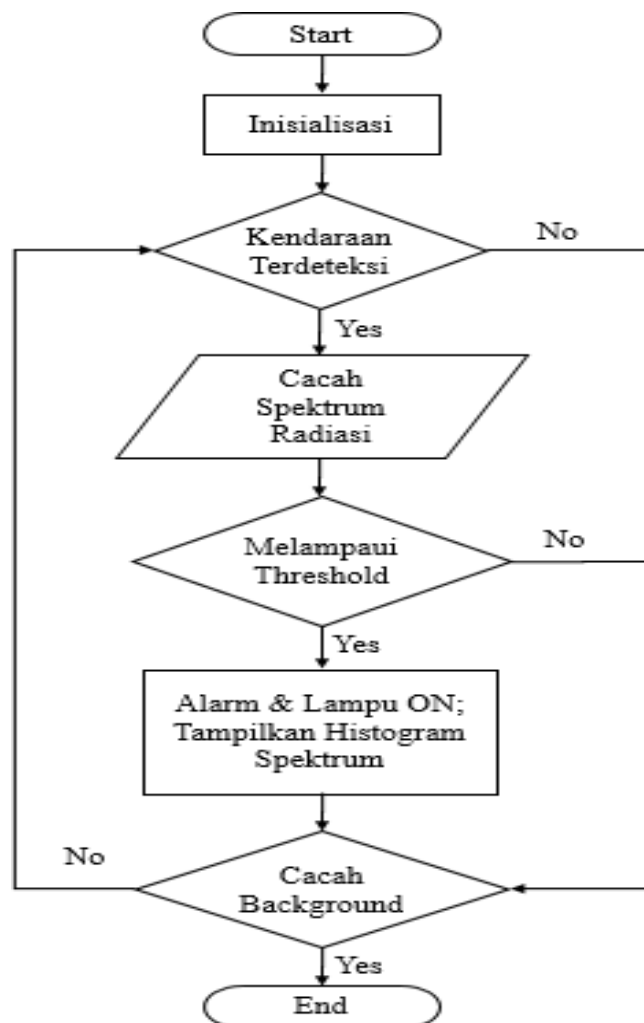 Start
Inisialisasi
Kendaraan
Terdeteksi
No
Yes
Cacah
Spektrum
Radiasi
Melampaui
Threshold
No
Yes
Alarm & Lampu ON;
Tampilkan Histogram
Spektrum
No
Cacah
Background
Yes
End